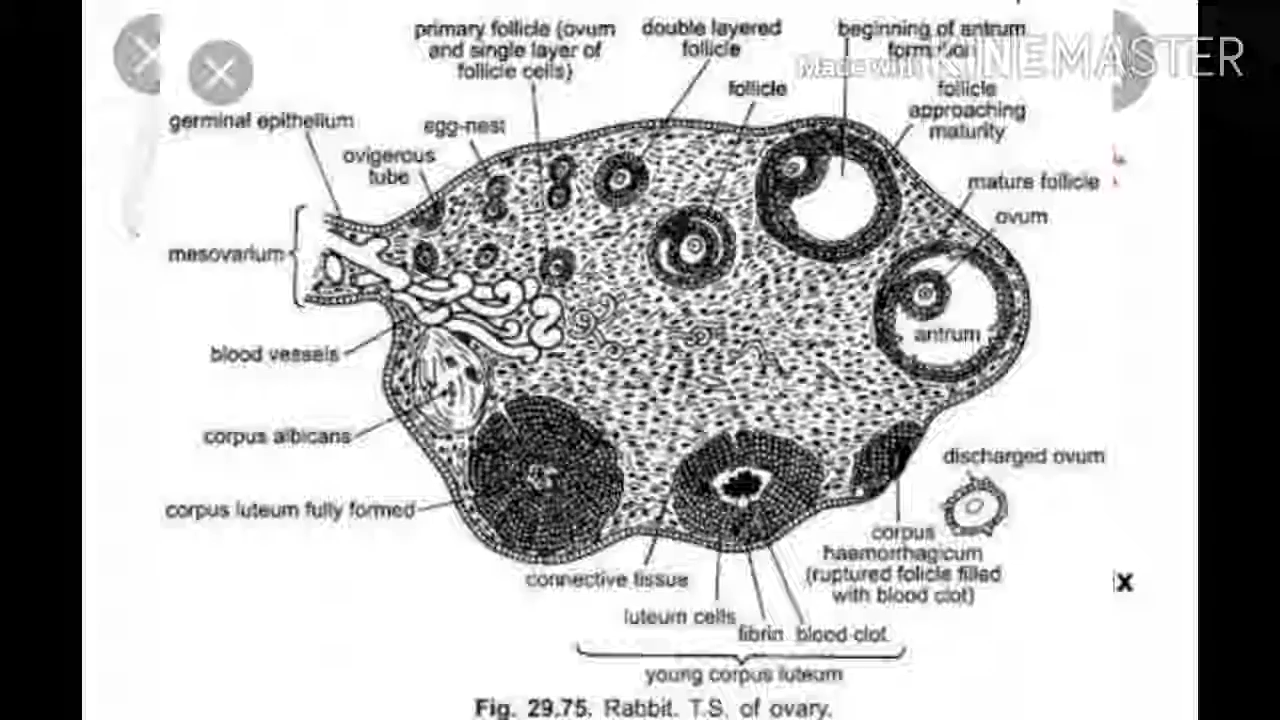 primary follicle (ovum
and single layer of
follicle cells)
double layered
follicle
beginning of antrum
formation
Made with KINEMASTER
follicle
follicle
approaching
maturity
germinal epithelium
egg-nest
ovigerous
tube
mature follicle
ovum
mesovarium
antrum
blood vessels
corpus albicans
discharged ovum
corpus luteum fully formed
corpus
haemorrhagicum
(ruptured folicle filled
with blood clot)
connective tissue
luteum cells
fibrin blood clot
young corpus luteum
x
Fig. 29.75. Rabbit. T.S. of ovary.